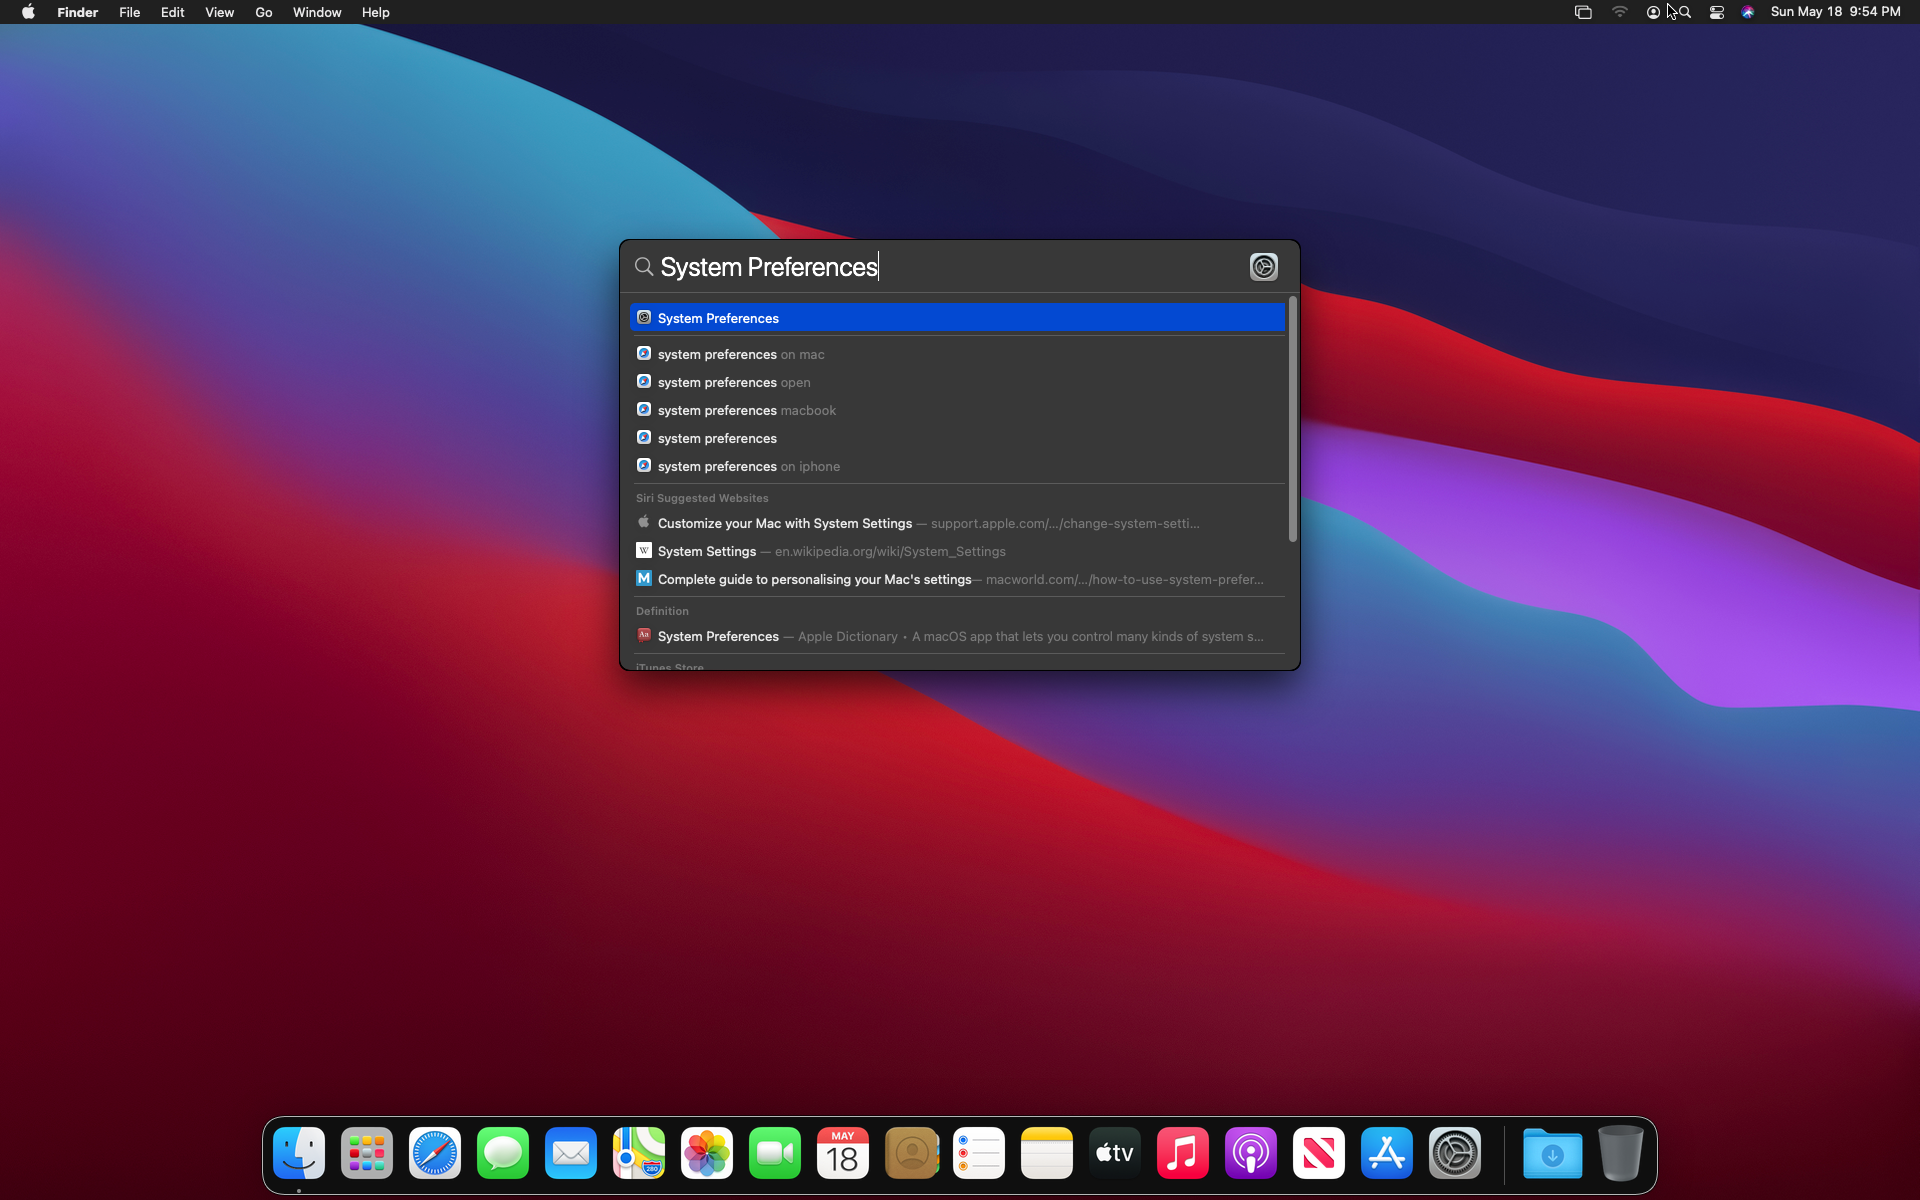 Finder File Edit View Go Window Help
Sun May 18 9:54 PM
System Preferences
System Preferences
system preferences on mac
system preferences open
system preferences macbook
system preferences
system preferences on iphone
Siri Suggested Websites
Customize your Mac with System Settings — support.apple.com/.../change-system-setti...
W System Settings — en.wikipedia.org/wiki/System_Settings
M Complete guide to personalising your Mac's settings— macworld.com/.../how-to-use-system-prefer...
Definition
Aa System Preferences — Apple Dictionary • A macOS app that lets you control many kinds of system s...
iTunes Store
280
MAY
18
tv